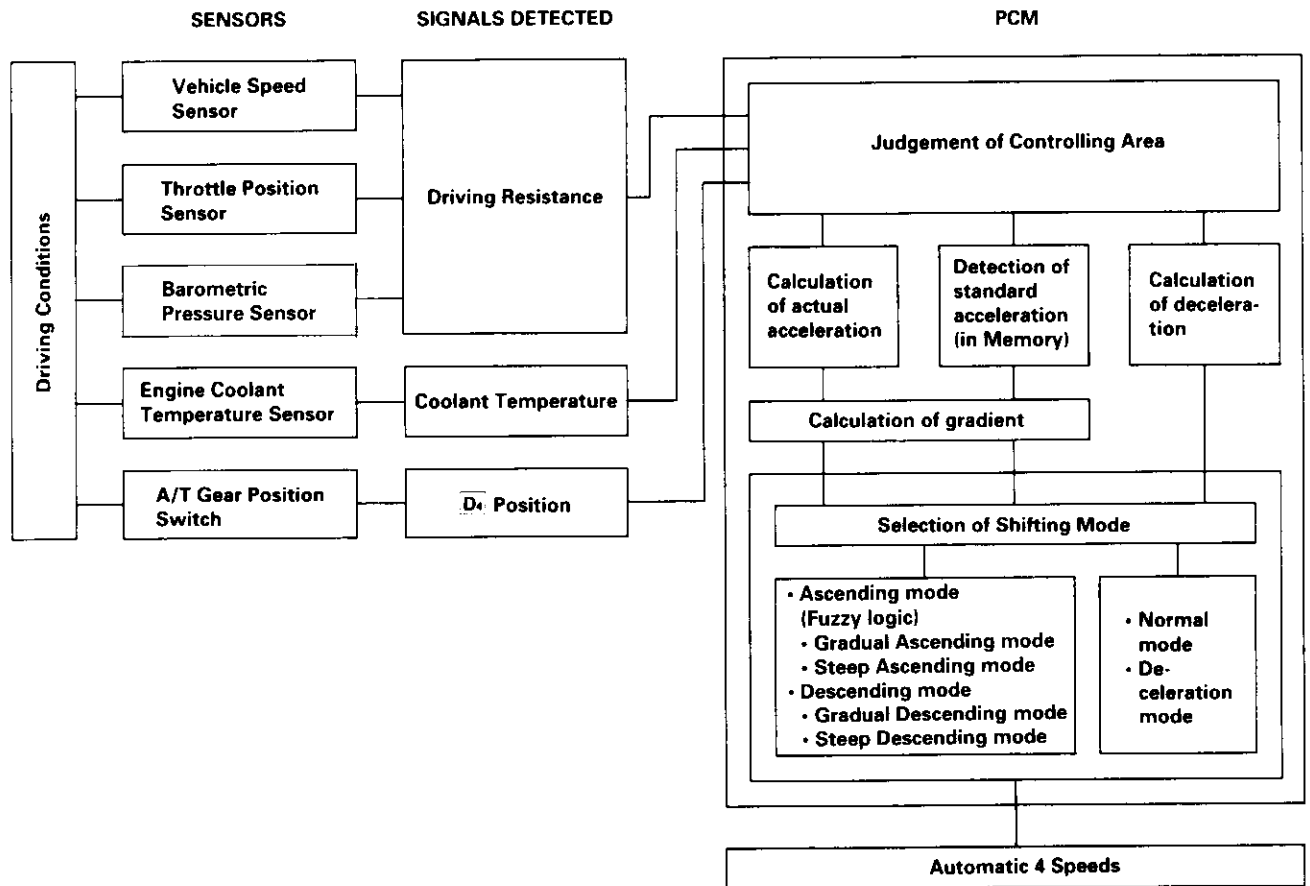 SENSORS
SIGNALS DETECTED
PCM
Driving Conditions
Vehicle Speed
Sensor
Throttle Position
Sensor
Barometric
Pressure Sensor
Engine Coolant
Temperature Sensor
A/T Gear Position
Switch
Driving Resistance
Coolant Temperature
D4 Position
Judgement of Controlling Area
Calculation
of actual
acceleration
Detection of
standard
acceleration
(in Memory)
Calculation
of decelera-
tion
Calculation of gradient
Selection of Shifting Mode
• Ascending mode
(Fuzzy logic)
• Gradual Ascending mode
• Steep Ascending mode
• Descending mode
• Gradual Descending mode
• Steep Descending mode
• Normal
mode
• De-
celeration
mode
Automatic 4 Speeds